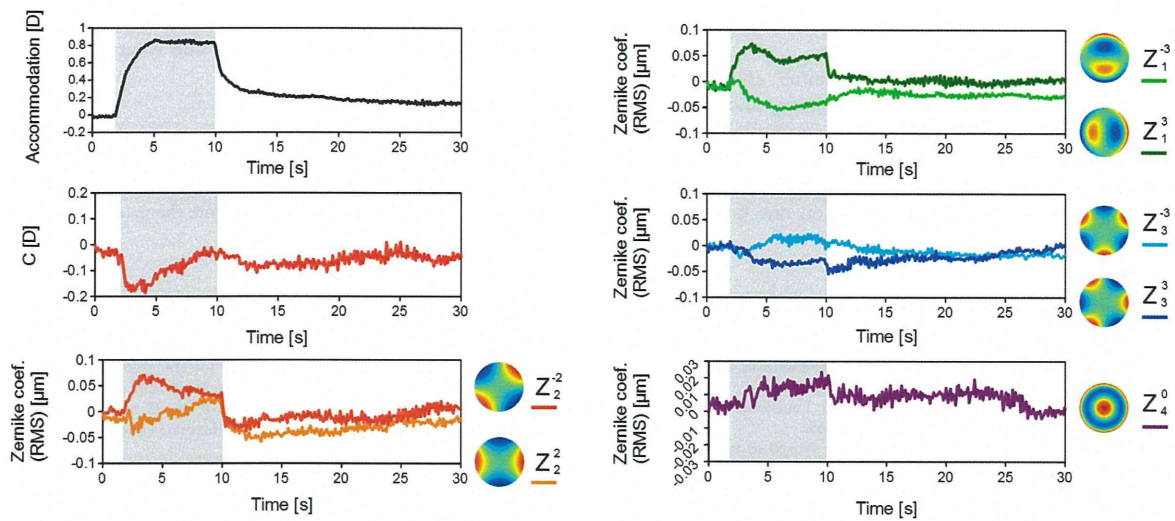 Accommodation [D]
1
0.8
0.6
0.4
0.2
0
-0.2
0 5 10 15 20 25 30
Time [s]
C [D]
0.2
0.1
0
-0.1
-0.2
0 5 10 15 20 25 30
Time [s]
Zernike coef.
(RMS) [µm]
0.1
0.05
0
-0.05
-0.1
0 5 10 15 20 25 30
Time [s]
Z-2 2
Z2 2
Zernike coef.
(RMS) [µm]
0.1
0.05
0
-0.05
-0.1
0 5 10 15 20 25 30
Time [s]
Z-3 1
Z3 1
Zernike coef.
(RMS) [µm]
0.1
0.05
0
-0.05
-0.1
0 5 10 15 20 25 30
Time [s]
Z-3 3
Z3 3
Zernike coef.
(RMS) [µm]
0.03
0.02
0.01
0
-0.01
-0.02
-0.03
0 5 10 15 20 25 30
Time [s]
Z0 4